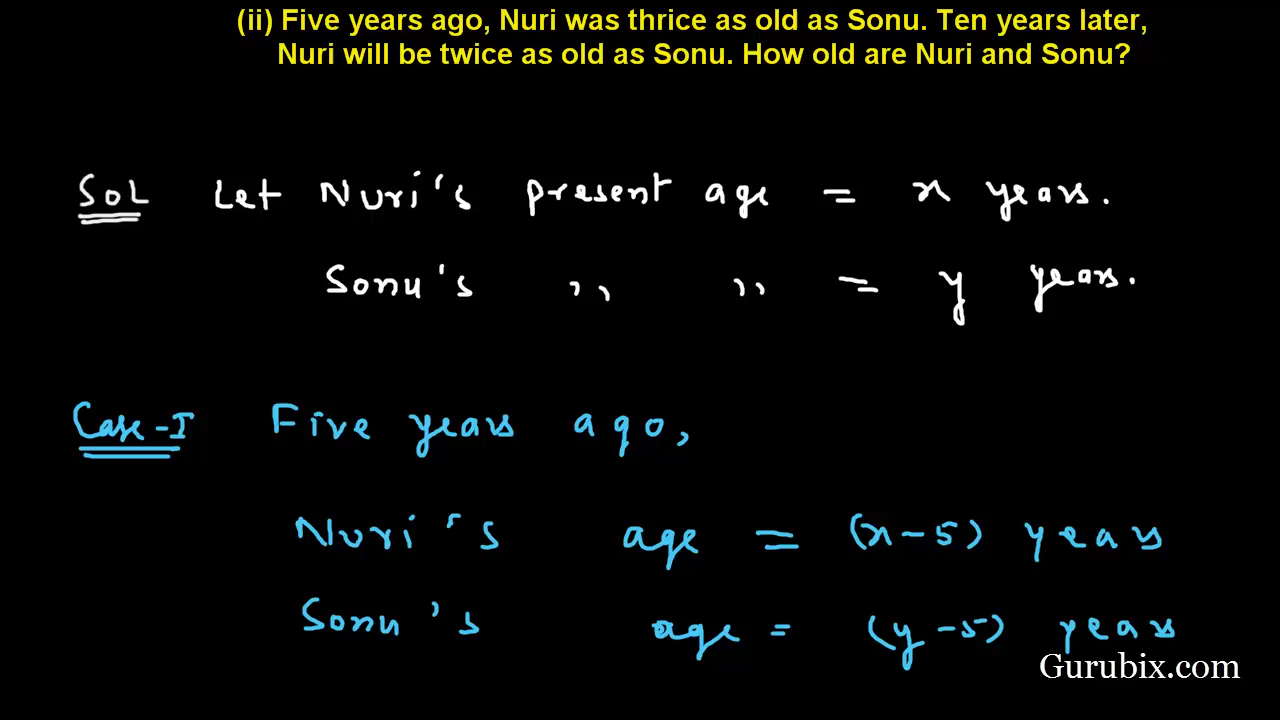 (ii) Five years ago, Nuri was thrice as old as Sonu. Ten years later,
Nuri will be twice as old as Sonu. How old are Nuri and Sonu?
Sol Let Nuri's present age = x years.
Sonu's ,, ,, = y years.
Case-I Five years ago,
Nuri's age = (x-5) years
Sonu's age = (y-5) years
Gurubix.com